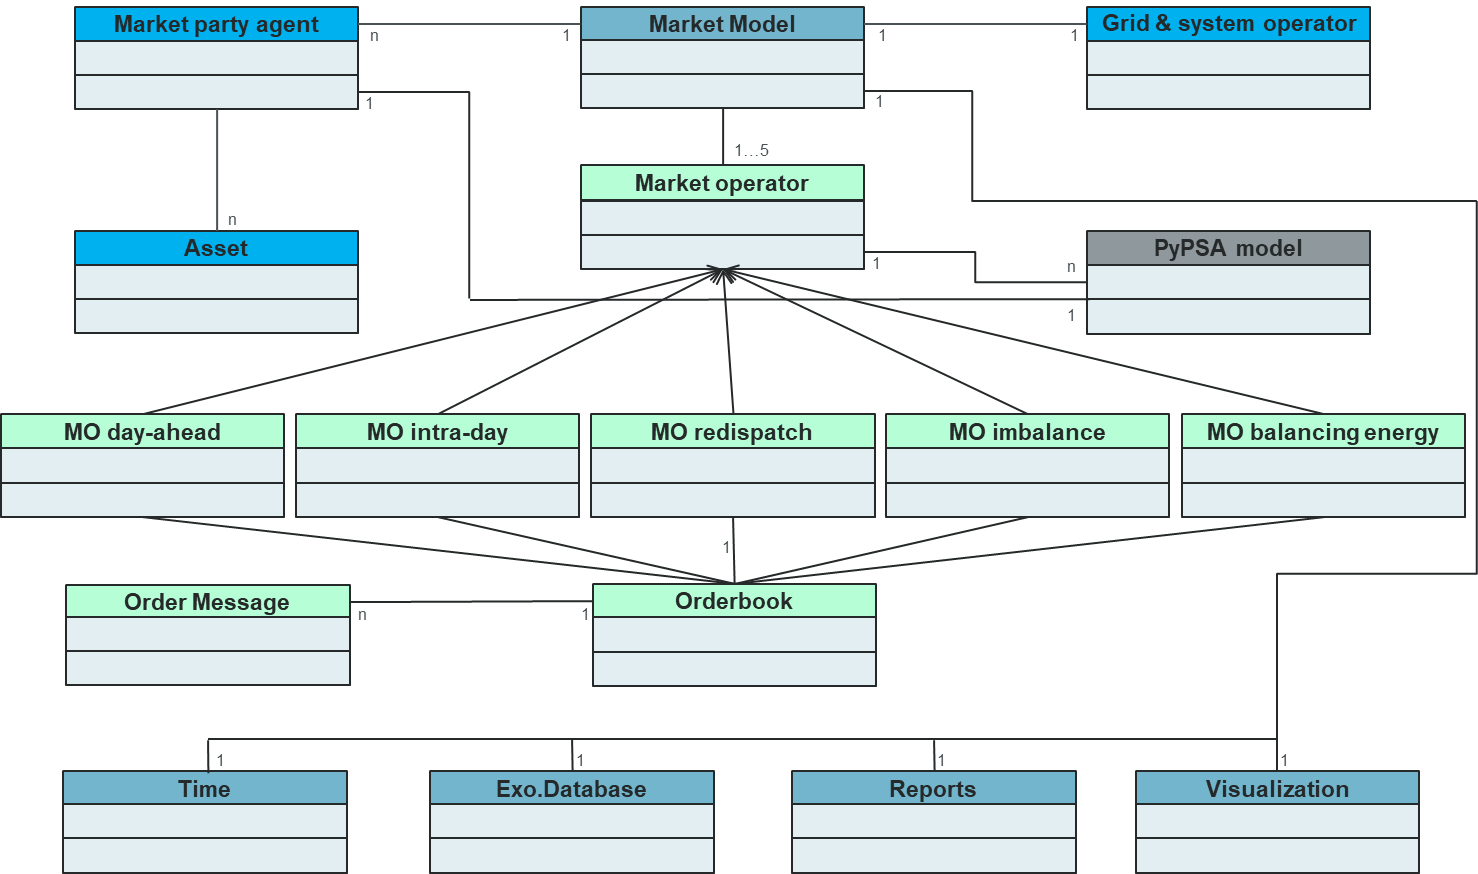 Market party agent
Market Model
Grid & system operator
n
1
1
1
1
1
1...5
Market operator
n
Asset
PyPSA model
1
n
1
MO day-ahead
MO intra-day
MO redispatch
MO imbalance
MO balancing energy
1
Order Message
Orderbook
n
1
1
1
1
1
Time
Exo.Database
Reports
Visualization